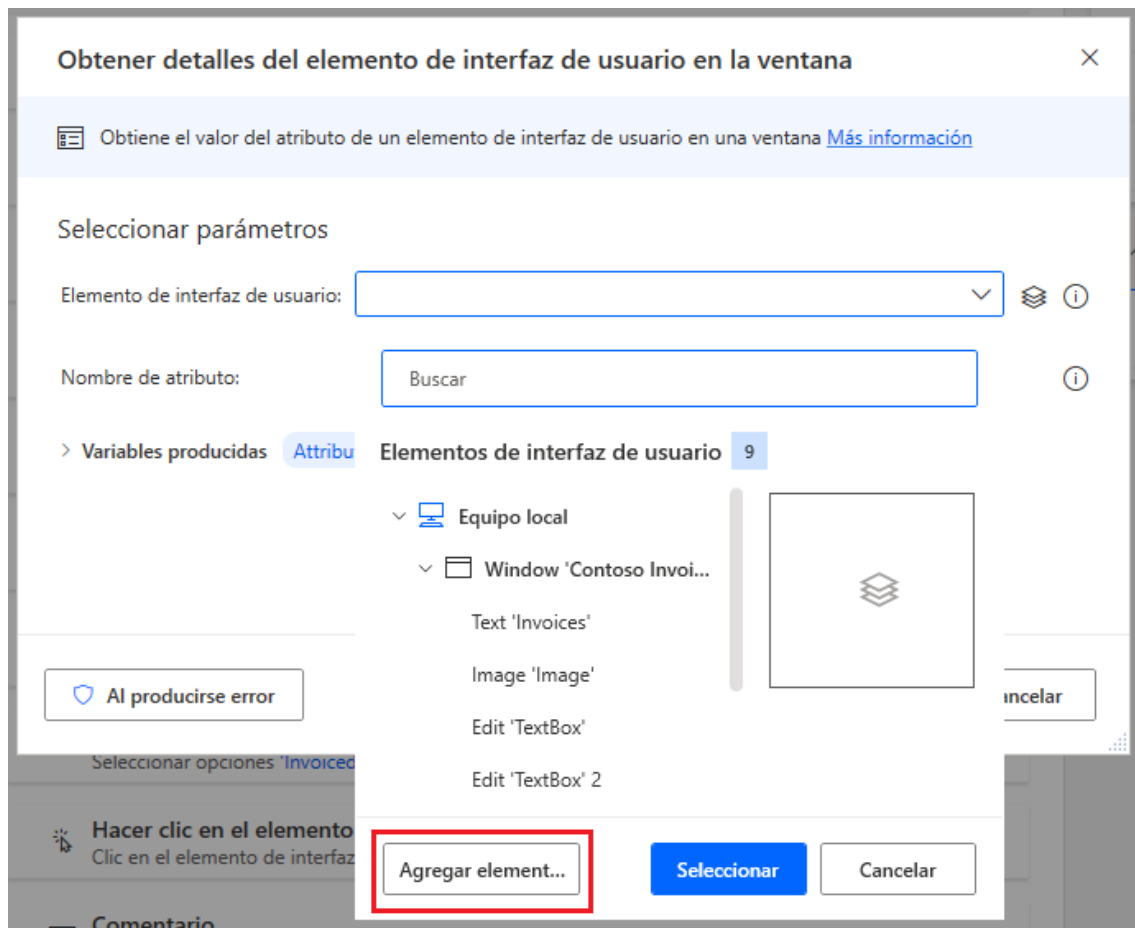 Obtener detalles del elemento de interfaz de usuario en la ventana
Obtiene el valor del atributo de un elemento de interfaz de usuario en una ventana Más información
Seleccionar parámetros
Elemento de interfaz de usuario:
Nombre de atributo:
Buscar
Variables producidas Attribu
Elementos de interfaz de usuario 9
Equipo local
Window 'Contoso Invoi...
Text 'Invoices'
Image 'Image'
Edit 'TextBox'
Edit 'TextBox' 2
Al producirse error
ancelar
Seleccionar opciones 'Invoiced
Hacer clic en el elemento
Clic en el elemento de interfaz
Agregar element...
Seleccionar
Cancelar
Comentario